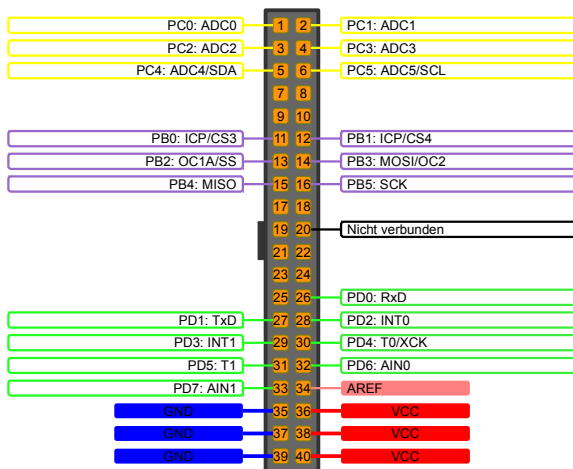 PC0: ADC0 1 2 PC1: ADC1
PC2: ADC2 3 4 PC3: ADC3
PC4: ADC4/SDA 5 6 PC5: ADC5/SCL
7 8
9 10
PB0: ICP/CS3 11 12 PB1: ICP/CS4
PB2: OC1A/SS 13 14 PB3: MOSI/OC2
PB4: MISO 15 16 PB5: SCK
17 18
19 20 Nicht verbunden
21 22
23 24
25 26 PD0: RxD
PD1: TxD 27 28 PD2: INT0
PD3: INT1 29 30 PD4: T0/XCK
PD5: T1 31 32 PD6: AIN0
PD7: AIN1 33 34 AREF
GND 35 36 VCC
GND 37 38 VCC
GND 39 40 VCC